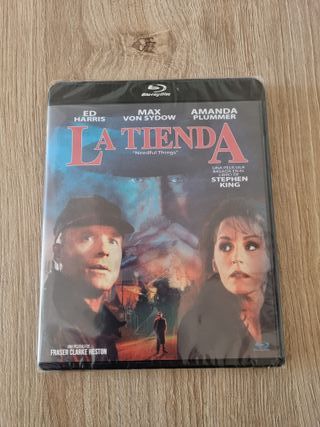 Blu-ray Disc
ED HARRIS
MAX VON SYDOW
AMANDA PLUMMER
LA TIENDA
"Needful Things"
UNA PELÍCULA
BASADA EN EL
LIBRO DE
STEPHEN
KING
UNA PELÍCULA DE
FRASER CLARKE HESTON